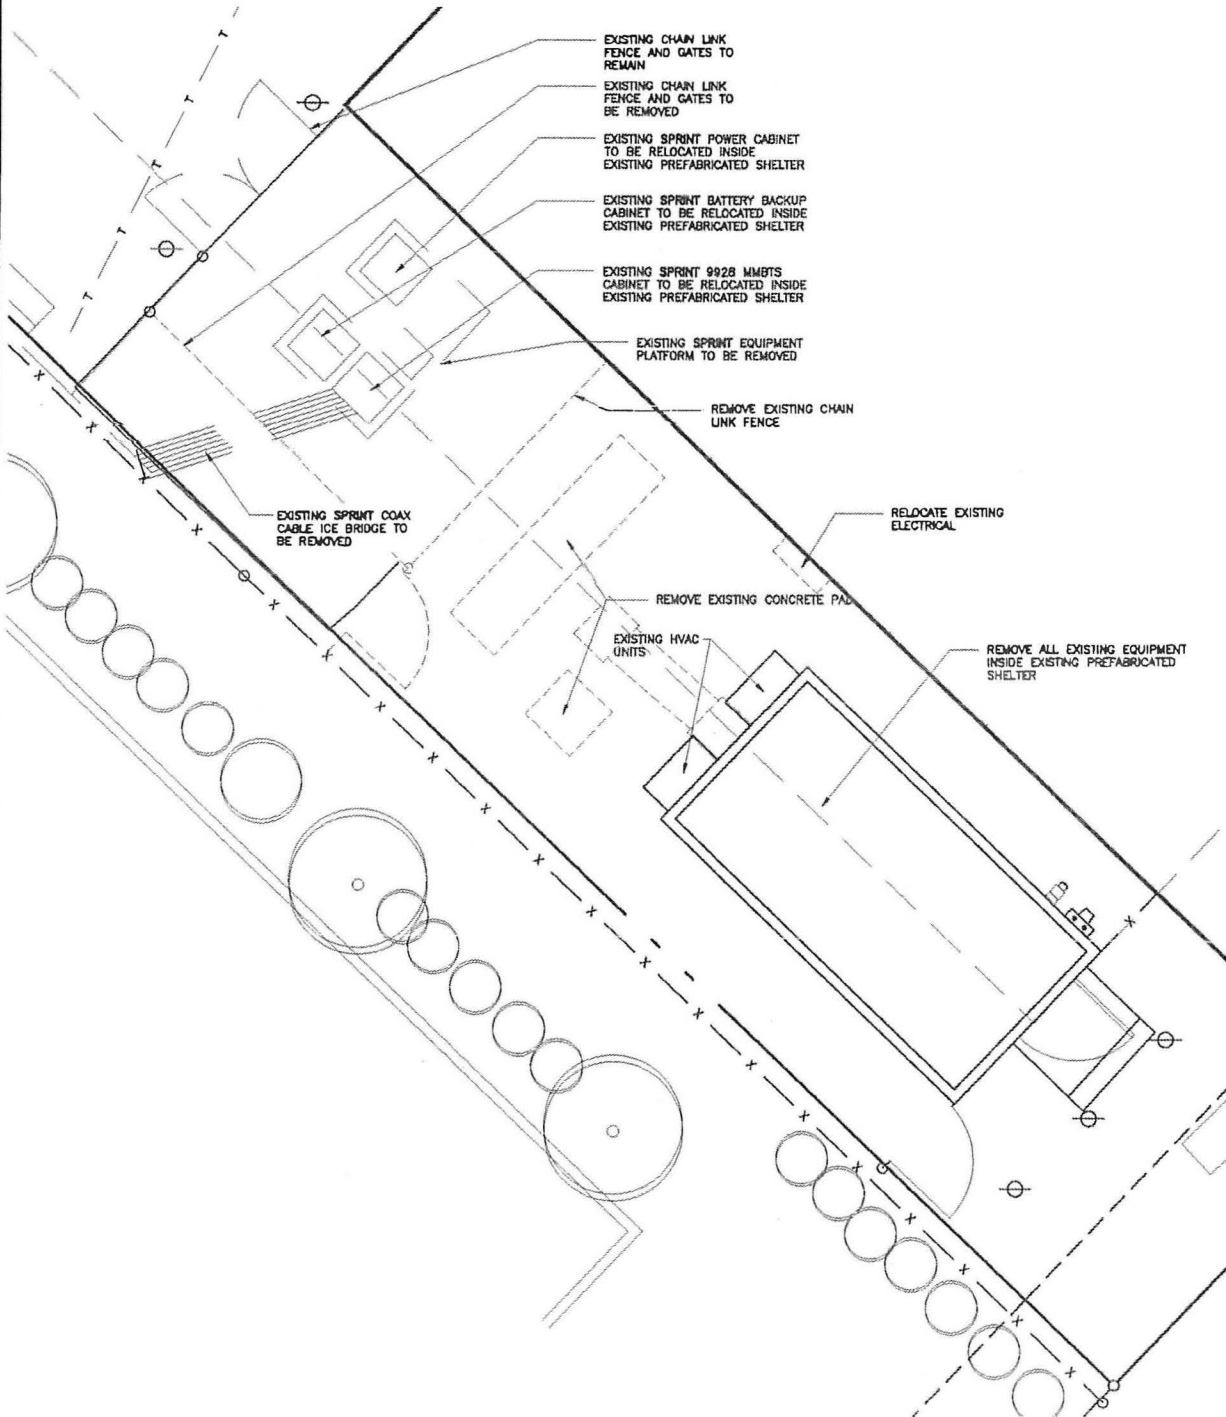 EXISTING CHAIN LINK
FENCE AND GATES TO
REMAIN
EXISTING CHAIN LINK
FENCE AND GATES TO
BE REMOVED
EXISTING SPRINT POWER CABINET
TO BE RELOCATED INSIDE
EXISTING PREFABRICATED SHELTER
EXISTING SPRINT BATTERY BACKUP
CABINET TO BE RELOCATED INSIDE
EXISTING PREFABRICATED SHELTER
EXISTING SPRINT 9928 MMBTS
CABINET TO BE RELOCATED INSIDE
EXISTING PREFABRICATED SHELTER
EXISTING SPRINT EQUIPMENT
PLATFORM TO BE REMOVED
REMOVE EXISTING CHAIN
LINK FENCE
EXISTING SPRINT COAX
CABLE ICE BRIDGE TO
BE REMOVED
RELOCATE EXISTING
ELECTRICAL
REMOVE EXISTING CONCRETE PAD
EXISTING HVAC
UNITS
REMOVE ALL EXISTING EQUIPMENT
INSIDE EXISTING PREFABRICATED
SHELTER